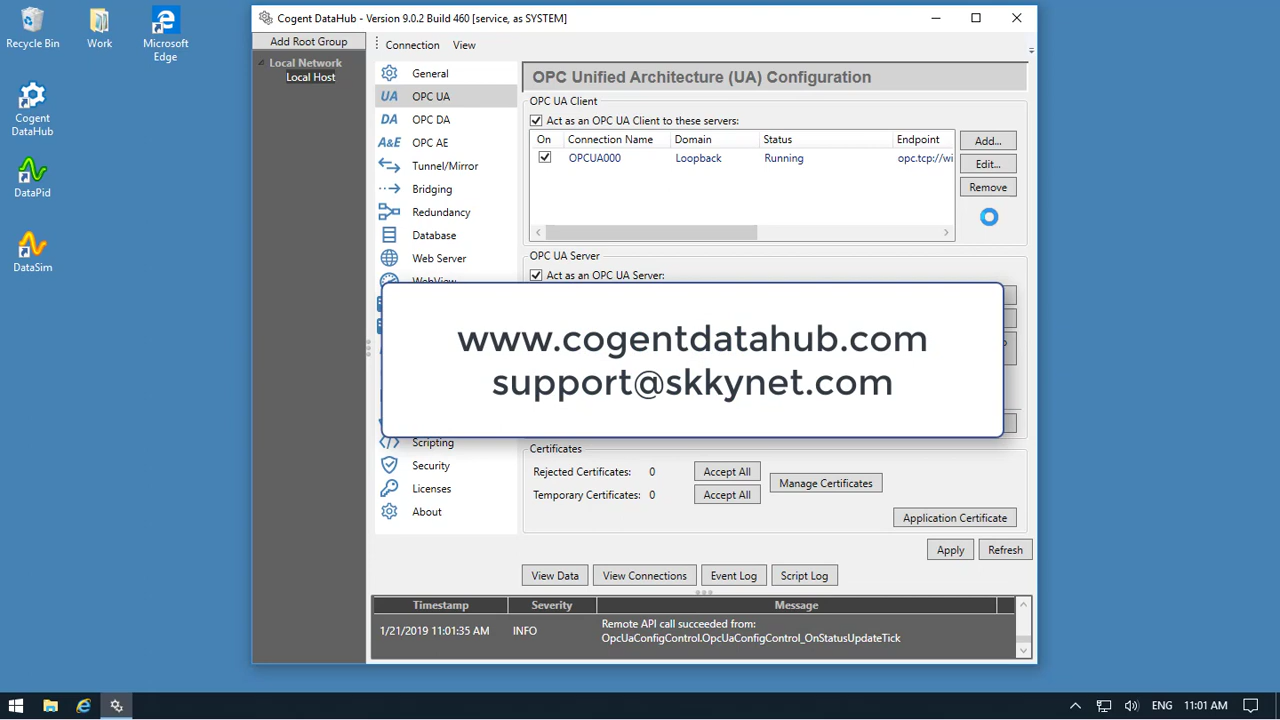 Recycle Bin
Work
Microsoft
Edge
Cogent
DataHub
DataPid
DataSim
Cogent DataHub - Version 9.0.2 Build 460 [service, as SYSTEM]
Add Root Group
Connection View
Local Network
Local Host
General
UA OPC UA
DA OPC DA
A&E OPC AE
Tunnel/Mirror
Bridging
Redundancy
Database
Web Server
WebView
Scripting
Security
Licenses
About
OPC Unified Architecture (UA) Configuration
OPC UA Client
Act as an OPC UA Client to these servers:
On Connection Name Domain Status Endpoint
OPCUA000 Loopback Running opc.tcp://wi
Add...
Edit...
Remove
OPC UA Server
Act as an OPC UA Server:
www.cogentdatahub.com
support@skkynet.com
Certificates
Rejected Certificates: 0 Accept All
Temporary Certificates: 0 Accept All
Manage Certificates
Application Certificate
Apply Refresh
View Data View Connections Event Log Script Log
Timestamp Severity Message
1/21/2019 11:01:35 AM INFO Remote API call succeeded from:
OpcUaConfigControl.OpcUaConfigControl_OnStatusUpdateTick
ENG 11:01 AM